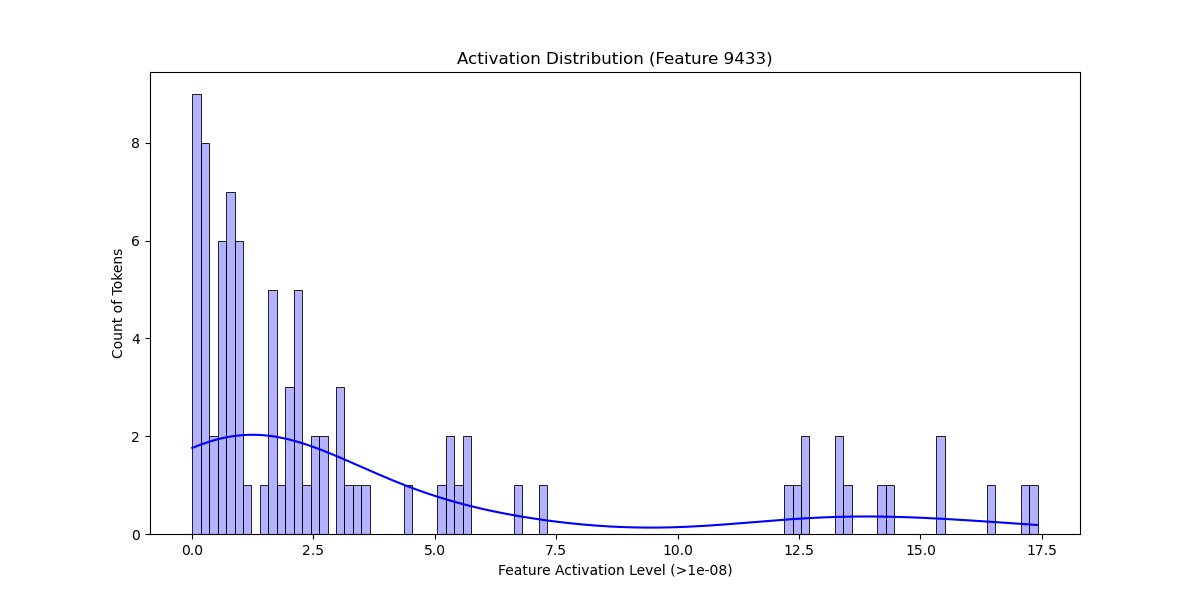 Activation Distribution (Feature 9433)
Count of Tokens
8
6
4
2
0
0.0 2.5 5.0 7.5 10.0 12.5 15.0 17.5
Feature Activation Level (>1e-08)